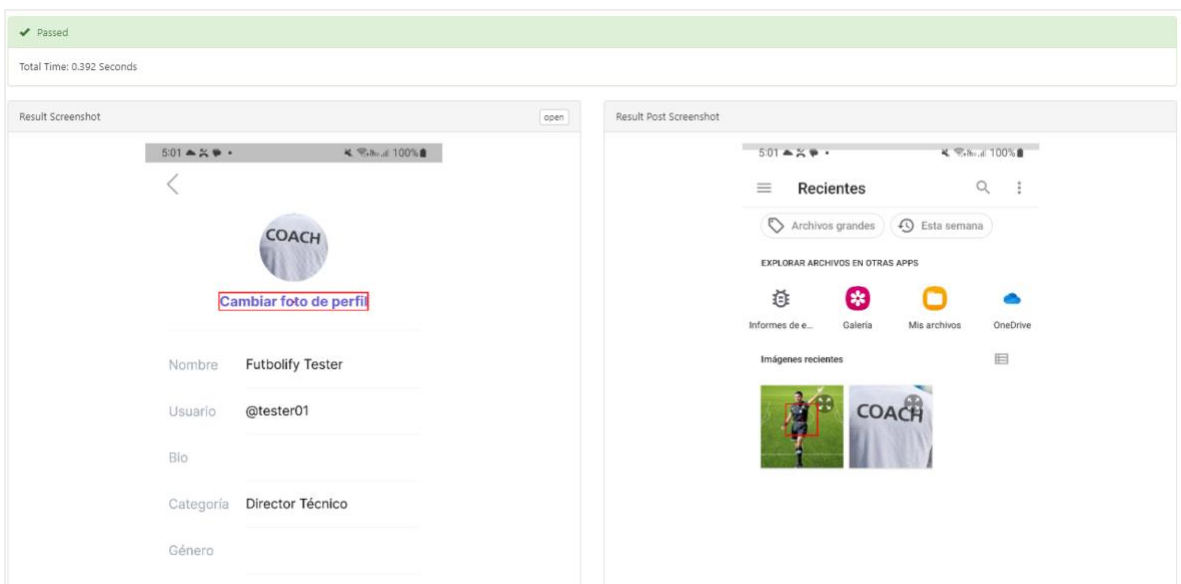 Passed
Total Time: 0.392 Seconds
Result Screenshot
open
5:01
100%
COACH
Cambiar foto de perfil
Nombre Futbolify Tester
Usuario @tester01
Bio
Categoría Director Técnico
Género
Result Post Screenshot
5:01
100%
Recientes
Archivos grandes Esta semana
EXPLORAR ARCHIVOS EN OTRAS APPS
Informes de e... Galería Mis archivos OneDrive
Imágenes recientes
COACH